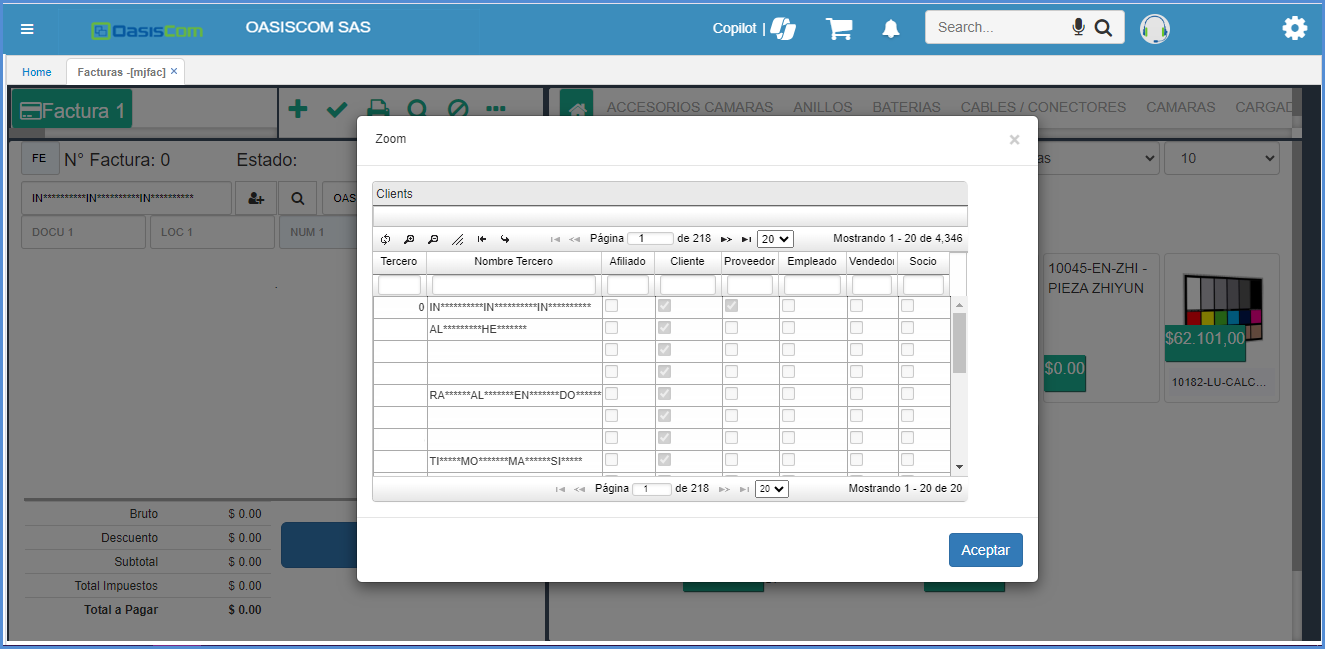 OasisCom
OASISCOM SAS
Copilot |
Search...
Home
Facturas -[mjfac] ×
Factura 1
ACCESORIOS CAMARAS ANILLOS BATERIAS CABLES / CONECTORES CAMARAS CARGAD
FE N° Factura: 0 Estado:
10
IN**********IN**********IN**********
OAS
DOCU 1 LOC 1 NUM 1
Zoom ×
Clients
Página 1 de 218 20 Mostrando 1 - 20 de 4,346
Tercero Nombre Tercero Afiliado Cliente Proveedor Empleado Vendedor Socio
0 IN**********IN**********IN**********
AL*********HE*******
RA******AL*******EN*******DO******
TI*****MO*******MA******SI*****
Página 1 de 218 20 Mostrando 1 - 20 de 20
Aceptar
10045-EN-ZHI -
PIEZA ZHIYUN
$0.00
$62.101,00
10182-LU-CALC...
Bruto $ 0.00
Descuento $ 0.00
Subtotal $ 0.00
Total Impuestos $ 0.00
Total a Pagar $ 0.00